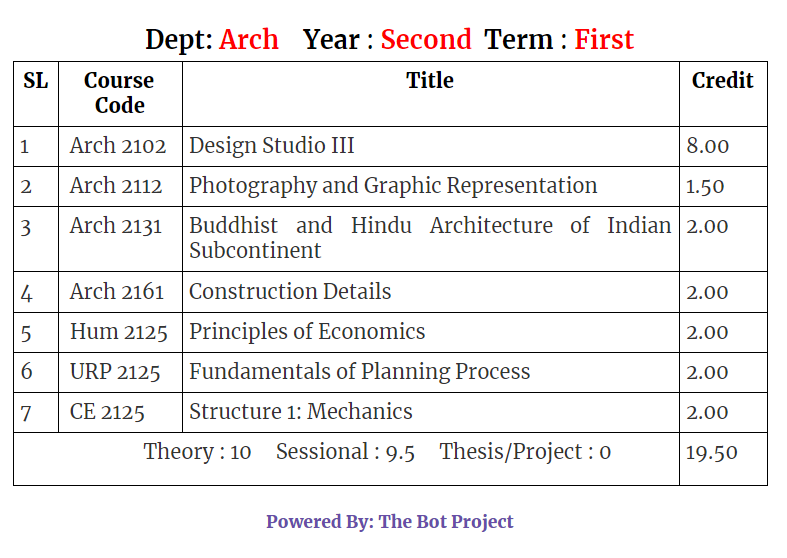 Dept: Arch Year : Second Term : First
SL Course Code Title Credit
1 Arch 2102 Design Studio III 8.00
2 Arch 2112 Photography and Graphic Representation 1.50
3 Arch 2131 Buddhist and Hindu Architecture of Indian Subcontinent 2.00
4 Arch 2161 Construction Details 2.00
5 Hum 2125 Principles of Economics 2.00
6 URP 2125 Fundamentals of Planning Process 2.00
7 CE 2125 Structure 1: Mechanics 2.00
Theory : 10 Sessional : 9.5 Thesis/Project : 0 19.50
Powered By: The Bot Project